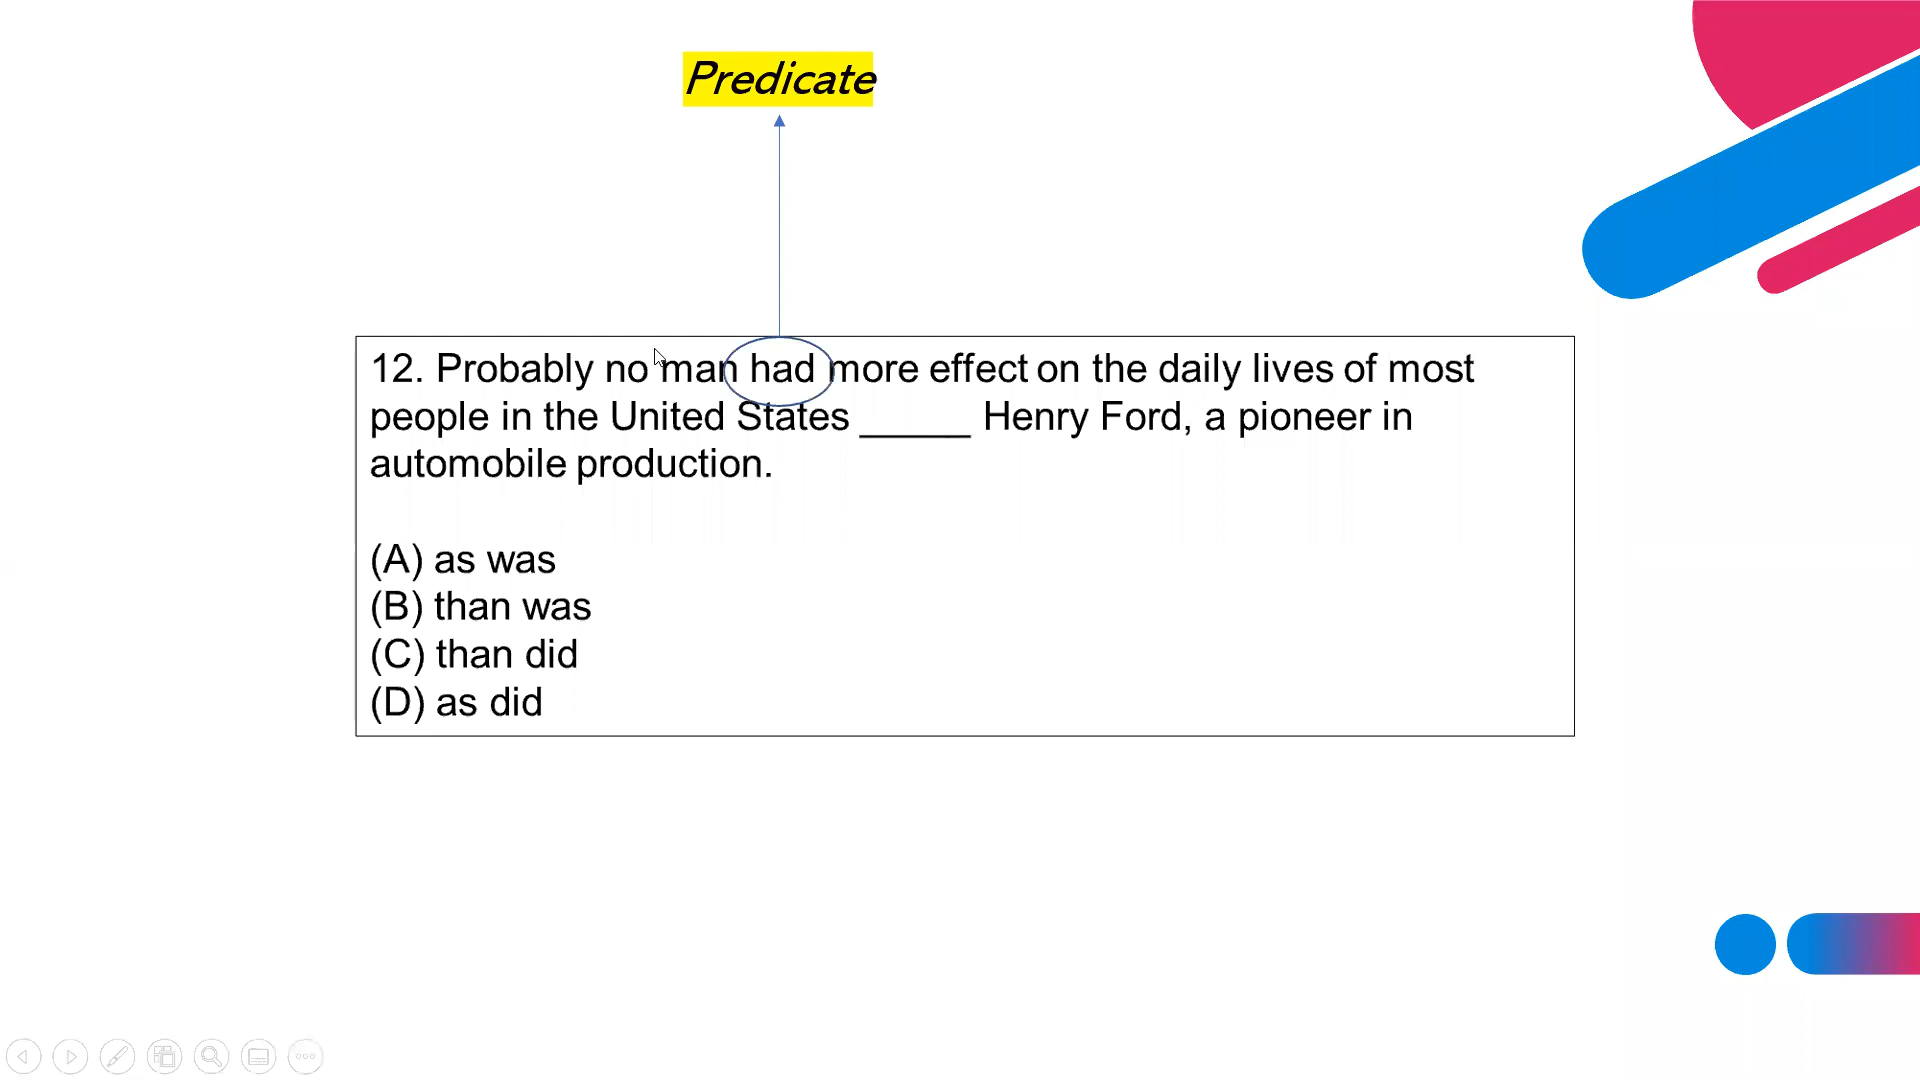 Predicate
12. Probably no man had more effect on the daily lives of most
people in the United States _____ Henry Ford, a pioneer in
automobile production.
(A) as was
(B) than was
(C) than did
(D) as did